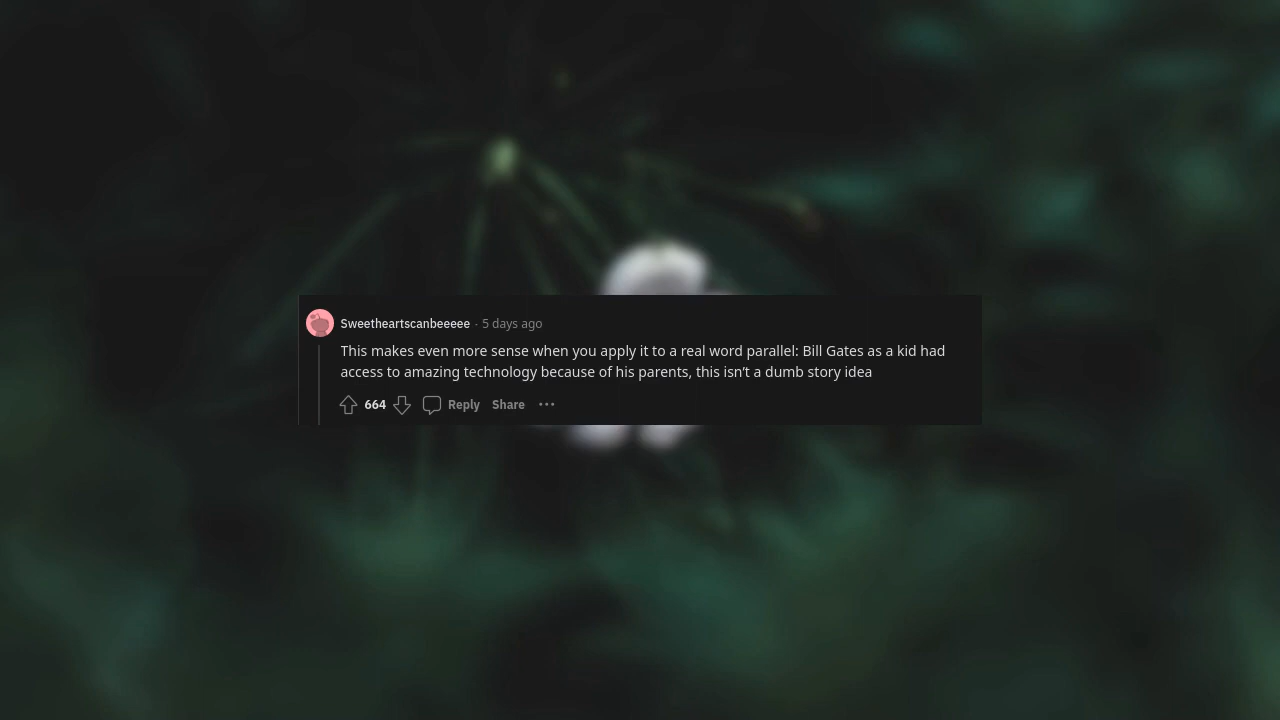 Sweetheartscanbeeeee · 5 days ago
This makes even more sense when you apply it to a real word parallel: Bill Gates as a kid had
access to amazing technology because of his parents, this isn’t a dumb story idea
664 Reply Share ···